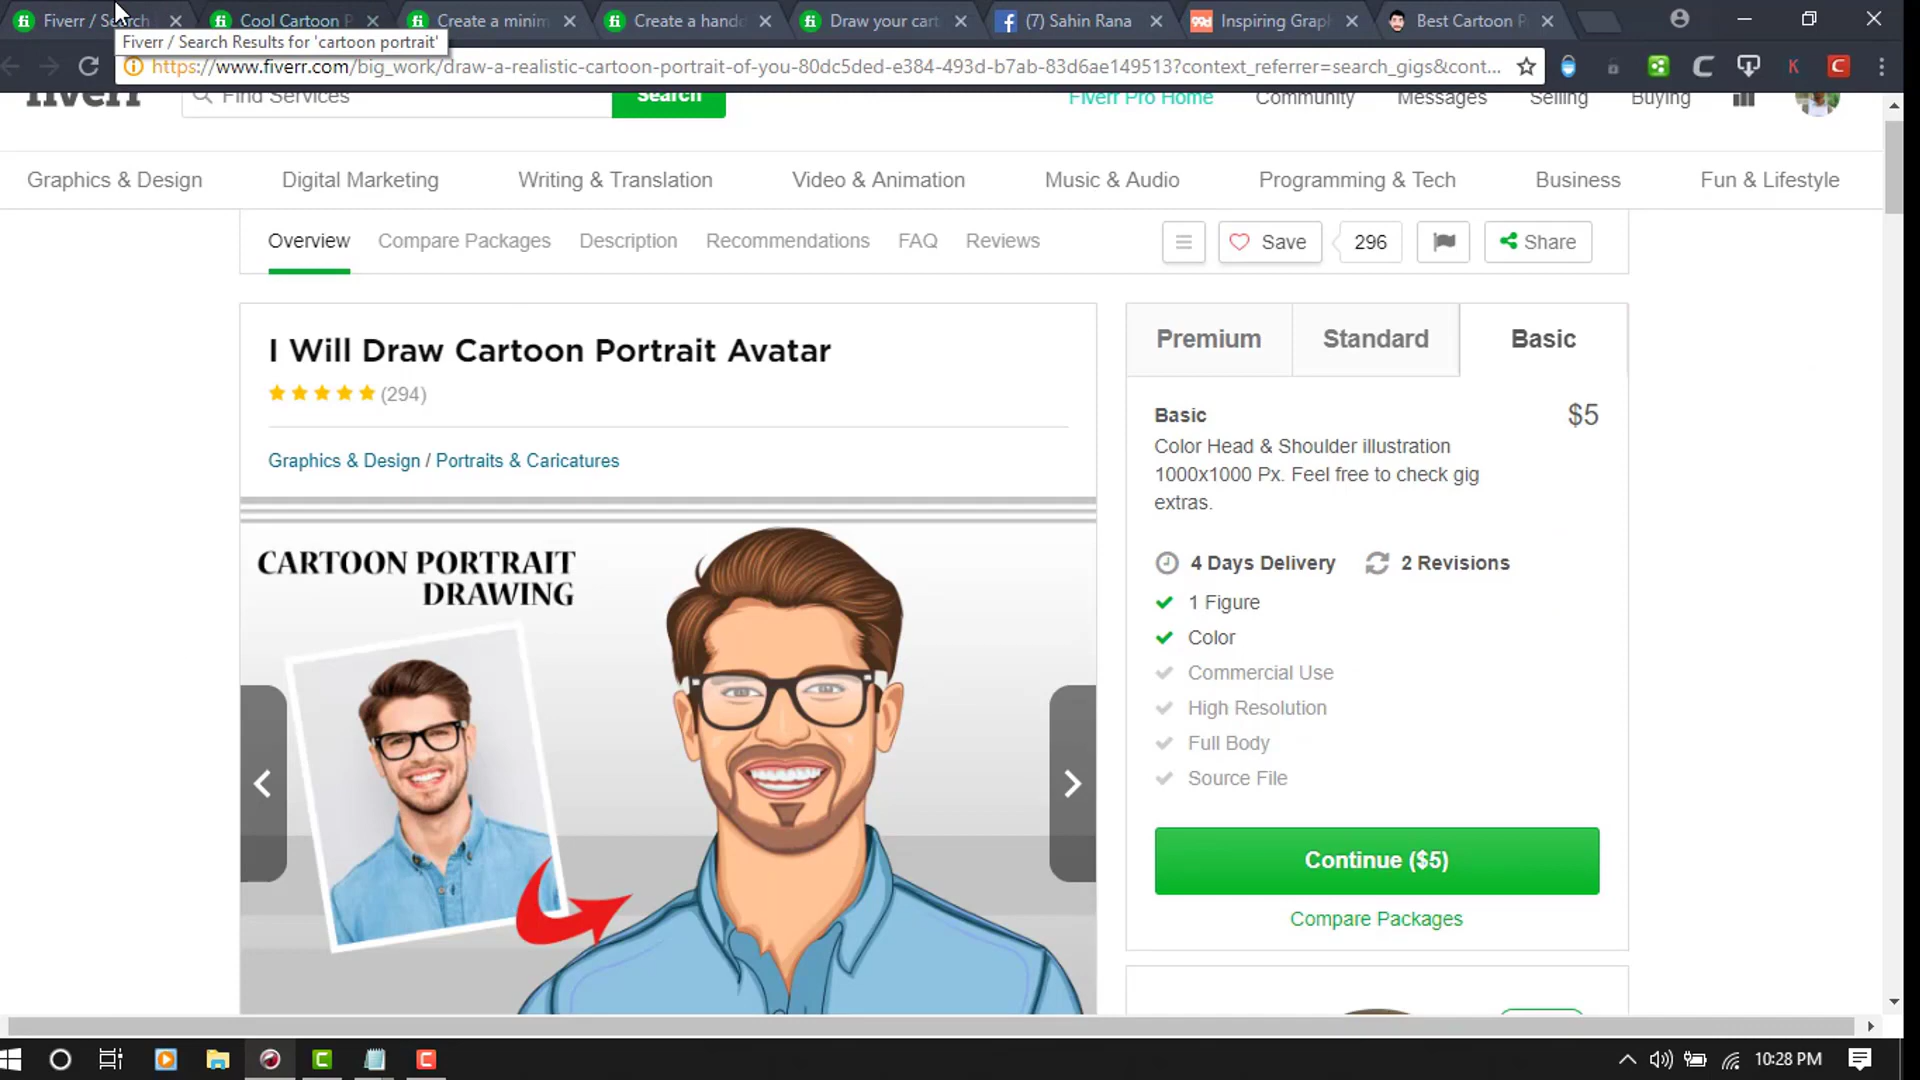 Fiverr / Search
Cool Cartoon P
Create a minim
Create a hand
Draw your cart
(7) Sahin Rana
99d Inspiring Grap
Best Cartoon P
Fiverr / Search Results for 'cartoon portrait'
https://www.fiverr.com/big_work/draw-a-realistic-cartoon-portrait-of-you-80dc5ded-e384-493d-b7ab-83d6ae149513?context_referrer=search_gigs&cont...
fiverr
Find Services
Search
Fiverr Pro Home
Community
Messages
Selling
Buying
Graphics & Design
Digital Marketing
Writing & Translation
Video & Animation
Music & Audio
Programming & Tech
Business
Fun & Lifestyle
Overview
Compare Packages
Description
Recommendations
FAQ
Reviews
Save
296
Share
I Will Draw Cartoon Portrait Avatar
(294)
Graphics & Design / Portraits & Caricatures
CARTOON PORTRAIT
DRAWING
Premium
Standard
Basic
Basic
$5
Color Head & Shoulder illustration
1000x1000 Px. Feel free to check gig
extras.
4 Days Delivery
2 Revisions
1 Figure
Color
Commercial Use
High Resolution
Full Body
Source File
Continue ($5)
Compare Packages
10:28 PM